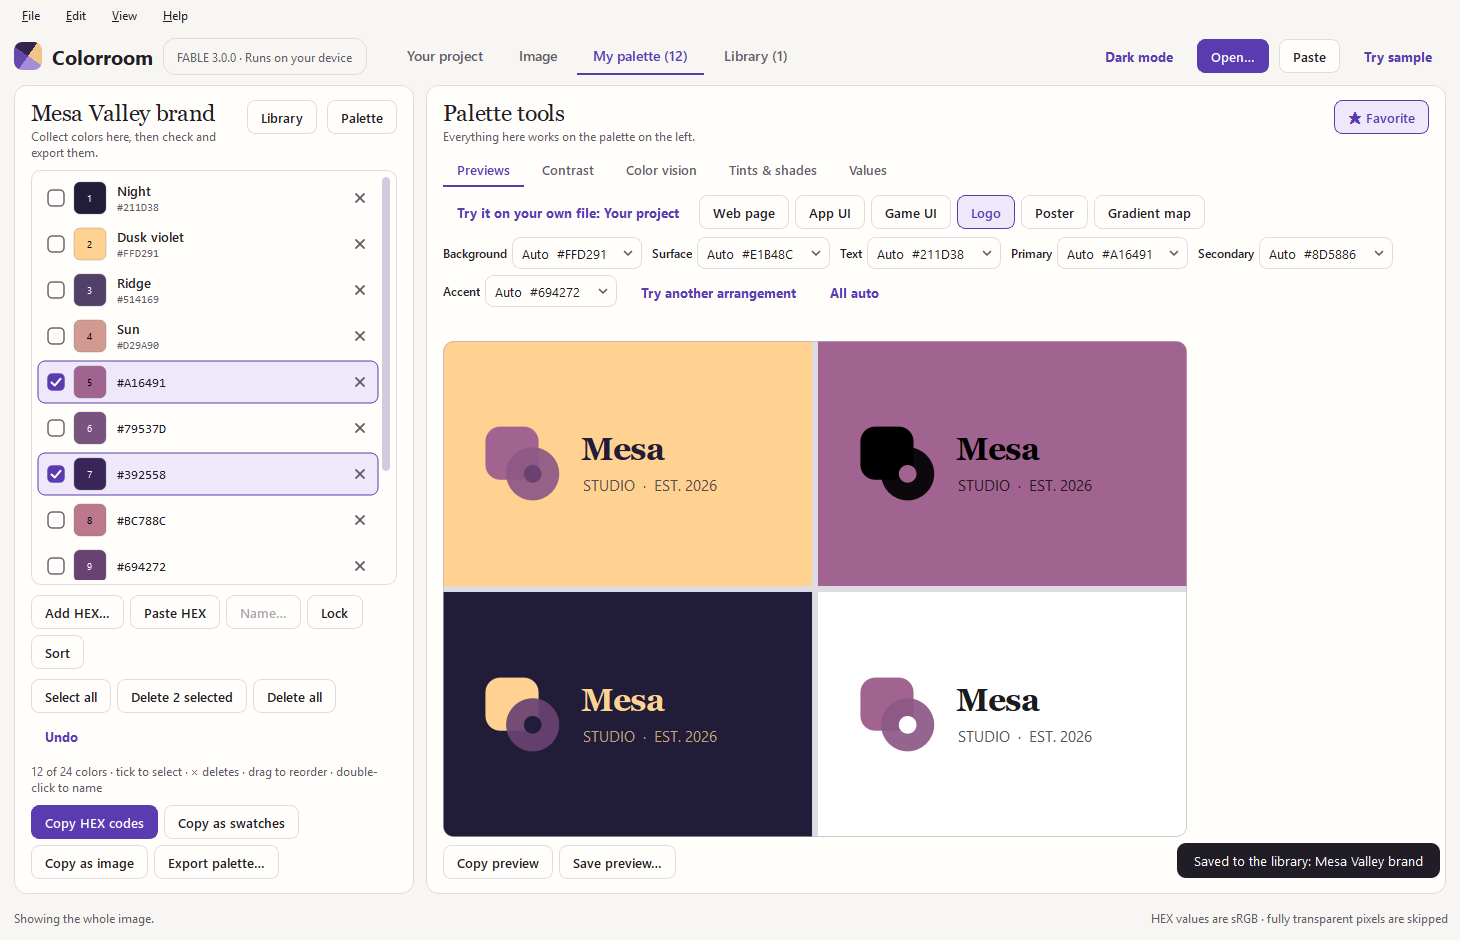 File Edit View Help
Colorroom
FABLE 3.0.0 · Runs on your device
Your project Image My palette (12) Library (1)
Dark mode Open... Paste Try sample
Mesa Valley brand
Library Palette
Collect colors here, then check and
export them.
1 Night
#211D38
2 Dusk violet
#FFD291
3 Ridge
#514169
4 Sun
#D29A90
5 #A16491
6 #79537D
7 #392558
8 #BC788C
9 #694272
Add HEX... Paste HEX Name... Lock
Sort
Select all Delete 2 selected Delete all
Undo
12 of 24 colors · tick to select · × deletes · drag to reorder · double-
click to name
Copy HEX codes Copy as swatches
Copy as image Export palette...
Palette tools
Everything here works on the palette on the left.
★ Favorite
Previews Contrast Color vision Tints & shades Values
Try it on your own file: Your project Web page App UI Game UI Logo Poster Gradient map
Background Auto #FFD291 Surface Auto #E1B48C Text Auto #211D38 Primary Auto #A16491 Secondary Auto #8D5886
Accent Auto #694272 Try another arrangement All auto
Mesa
STUDIO · EST. 2026
Mesa
STUDIO · EST. 2026
Mesa
STUDIO · EST. 2026
Mesa
STUDIO · EST. 2026
Copy preview Save preview...
Saved to the library: Mesa Valley brand
Showing the whole image.
HEX values are sRGB · fully transparent pixels are skipped